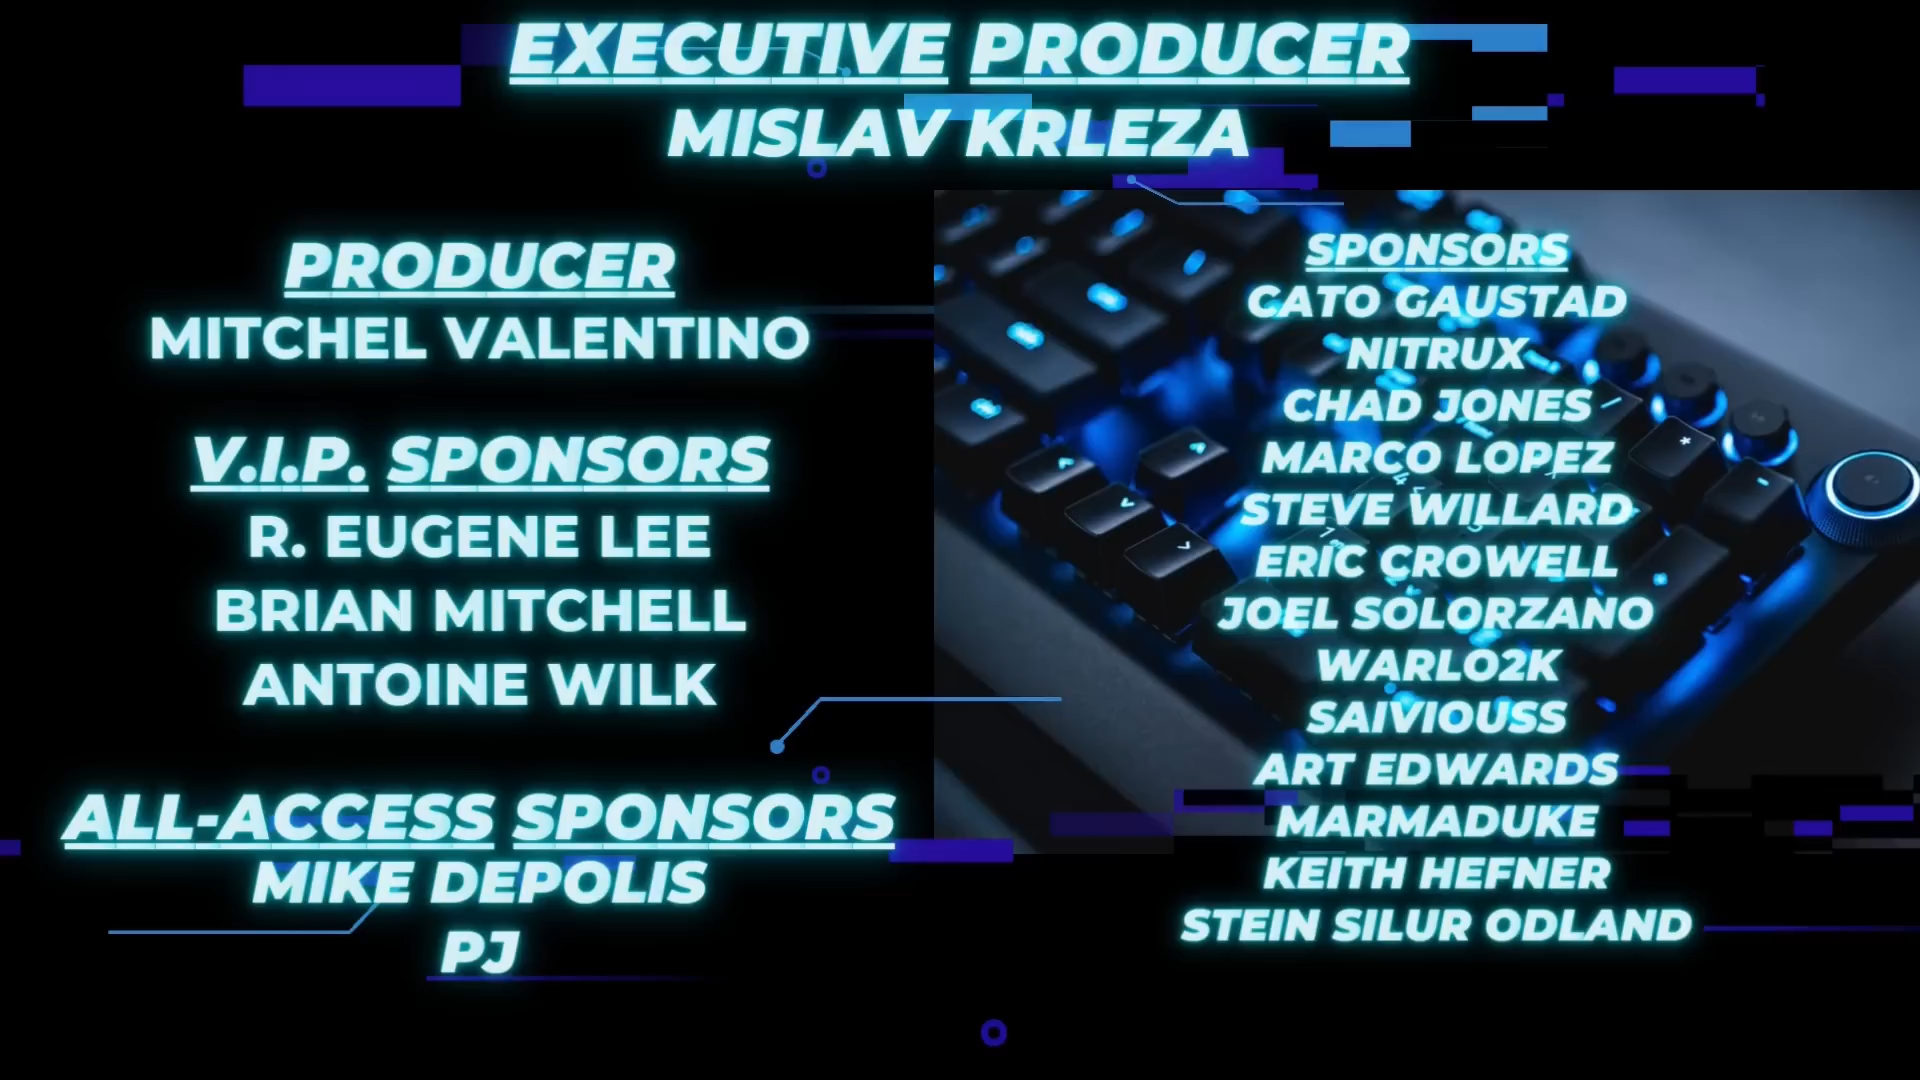 EXECUTIVE PRODUCER
MISLAV KRLEZA
PRODUCER
MITCHEL VALENTINO
V.I.P. SPONSORS
R. EUGENE LEE
BRIAN MITCHELL
ANTOINE WILK
ALL-ACCESS SPONSORS
MIKE DEPOLIS
PJ
SPONSORS
CATO GAUSTAD
NITRUX
CHAD JONES
MARCO LOPEZ
STEVE WILLARD
ERIC CROWELL
JOEL SOLORZANO
WARLO2K
SAIVIOUSS
ART EDWARDS
MARMADUKE
KEITH HEFNER
STEIN SILUR ODLAND